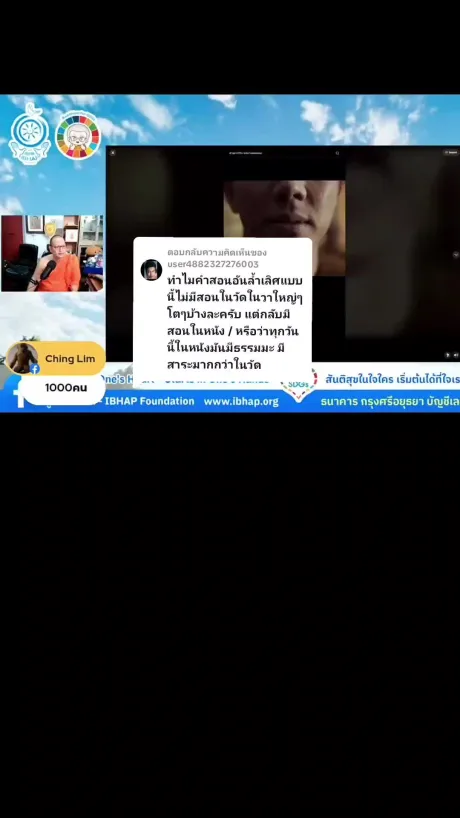 ตอบกลับความคิดเห็นของ
user4882327276003
ทำไมคำสอนอันล้ำเลิศแบบ
นี้ไม่มีสอนในวัดในวาใหญ่ๆ
โตๆบ้างละครับ แต่กลับมี
สอนในหนัง / หรือว่าทุกวัน
นี้ในหนังมันมีธรรมมะ มี
สาระมากกว่าในวัด
Ching Lim
1000คน
SDGs
สันติสุขในใจใคร เริ่มต้นได้ที่ใจเร
IBHAP Foundation www.ibhap.org
ธนาคาร กรุงศรีอยุธยา บัญชีเล